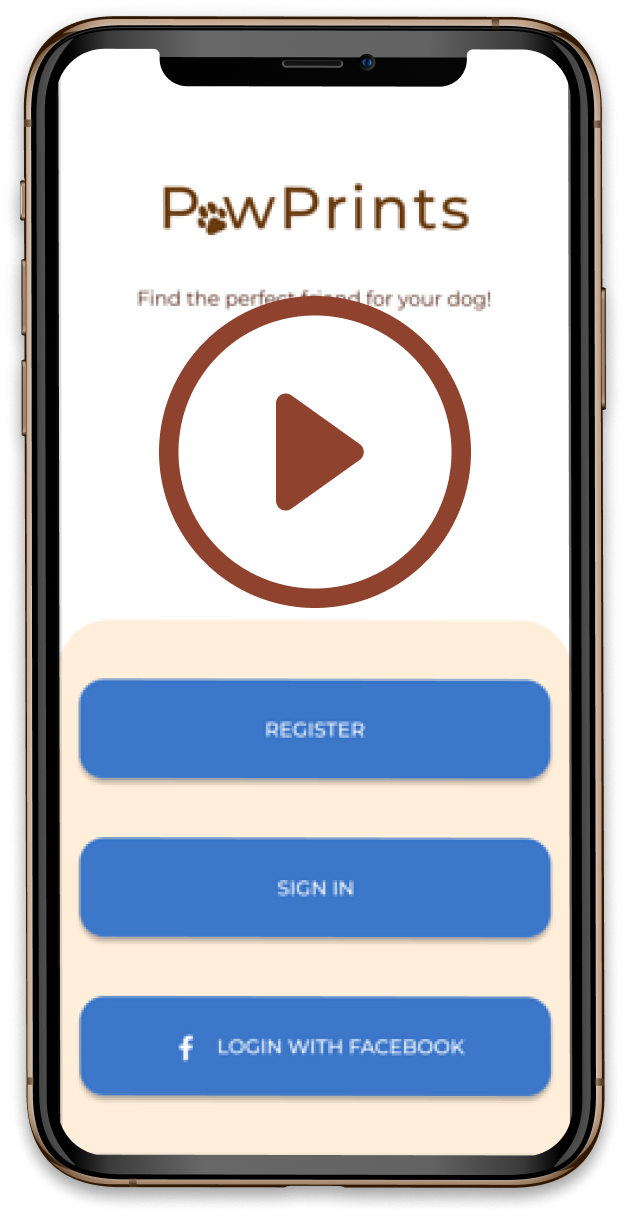 PawPrints
Find the perfect friend for your dog!
REGISTER
SIGN IN
f LOGIN WITH FACEBOOK